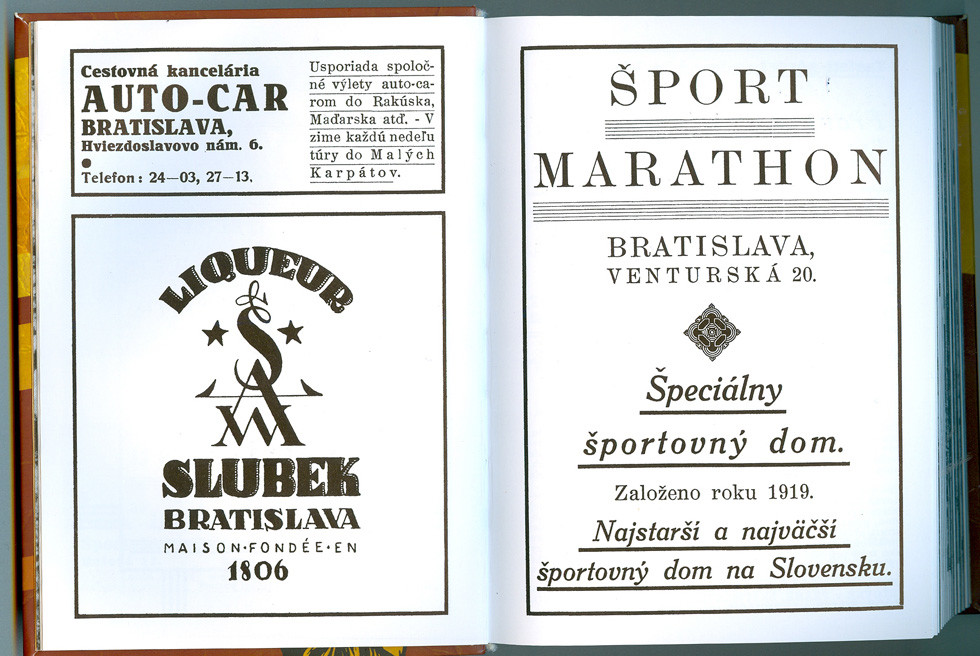 Cestovná kancelária
AUTO-CAR
BRATISLAVA,
Hviezdoslavovo nám. 6.
Telefon: 24—03, 27—13.
Usporiada spoloč-
né výlety auto-ca-
rom do Rakúska,
Maďarska atď. - V
zime každú nedeľu
túry do Malých
Karpátov.
LIQUEUR
SLUBEK
BRATISLAVA
MAISON·FONDÉE·EN
1806
ŠPORT
MARATHON
BRATISLAVA,
VENTURSKÁ 20.
Špeciálny
športovný dom.
Založeno roku 1919.
Najstarší a najväčší
športovný dom na Slovensku.